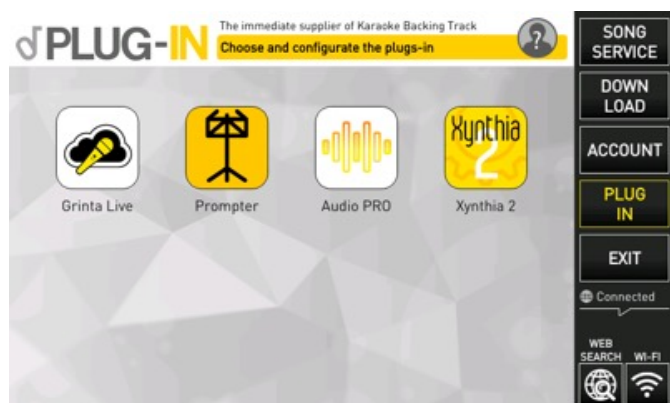 PLUG-IN
The immediate supplier of Karaoke Backing Track
Choose and configurate the plugs-in
?
Xynthia
2
Grinta Live
Prompter
Audio PRO
Xynthia 2
SONG
SERVICE
DOWN
LOAD
ACCOUNT
PLUG
IN
EXIT
Connected
WEB
SEARCH
WI-FI